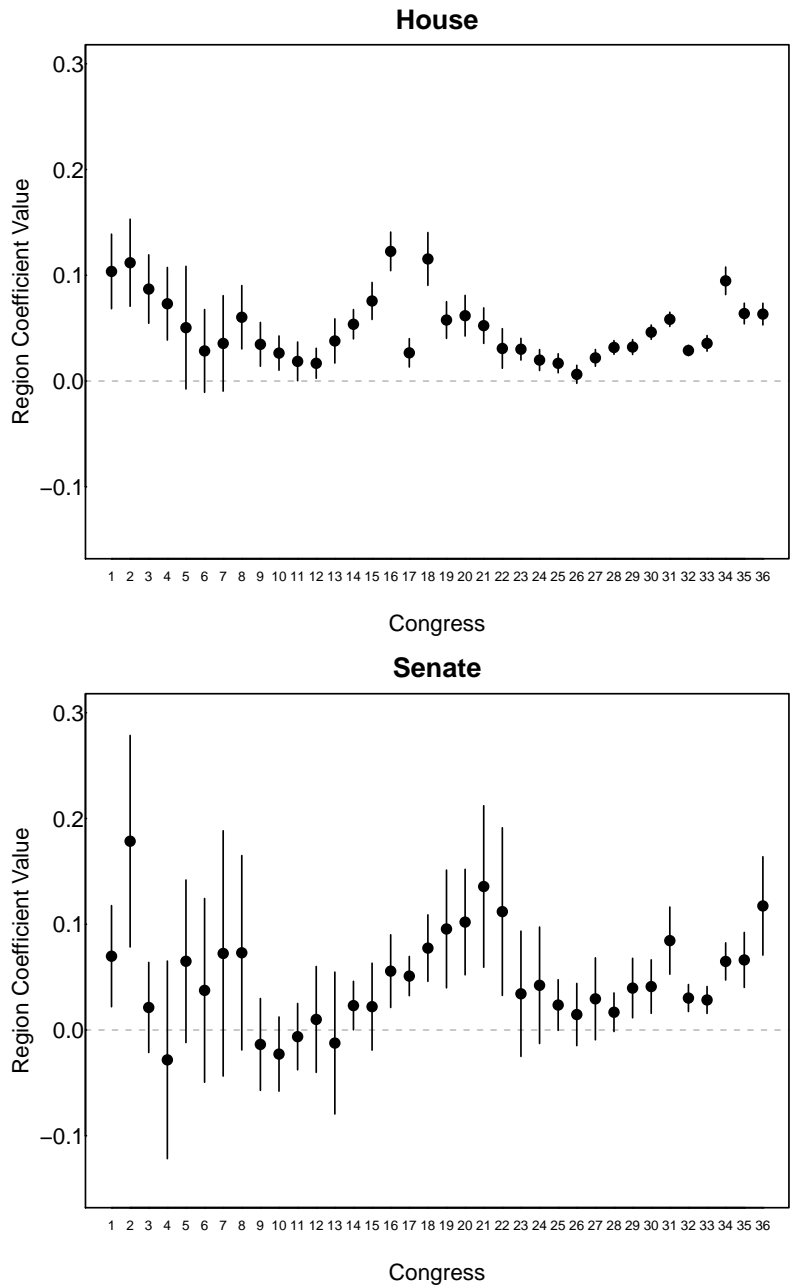 House
Region Coefficient Value
0.3
0.2
0.1
0.0
−0.1
1 2 3 4 5 6 7 8 9 10 11 12 13 14 15 16 17 18 19 20 21 22 23 24 25 26 27 28 29 30 31 32 33 34 35 36
Congress
Senate
Region Coefficient Value
0.3
0.2
0.1
0.0
−0.1
1 2 3 4 5 6 7 8 9 10 11 12 13 14 15 16 17 18 19 20 21 22 23 24 25 26 27 28 29 30 31 32 33 34 35 36
Congress